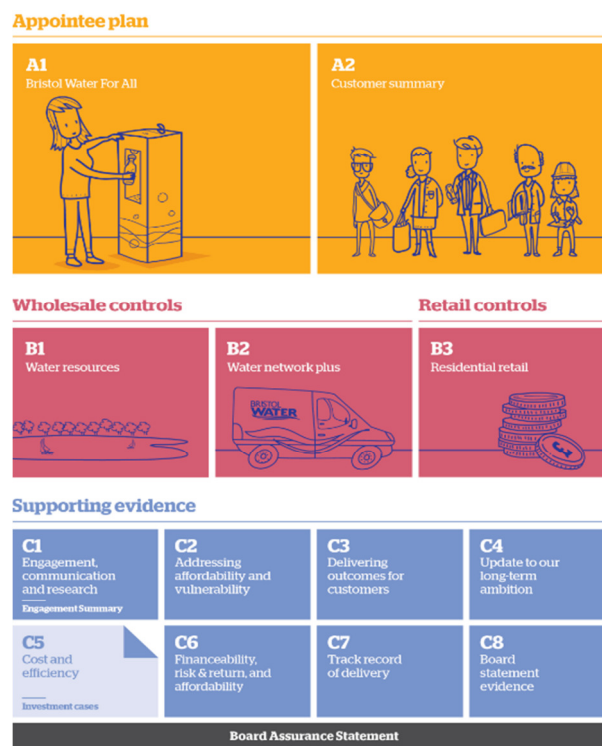 Appointee plan
A1
Bristol Water For All
A2
Customer summary
Wholesale controls
Retail controls
B1
Water resources
B2
Water network plus
BRISTOL
WATER
B3
Residential retail
Supporting evidence
C1
Engagement,
communication
and research
Engagement Summary
C2
Addressing
affordability and
vulnerability
C3
Delivering
outcomes for
customers
C4
Update to our
long-term
ambition
C5
Cost and
efficiency
Investment cases
C6
Financeability,
risk & return, and
affordability
C7
Track record
of delivery
C8
Board
statement
evidence
Board Assurance Statement